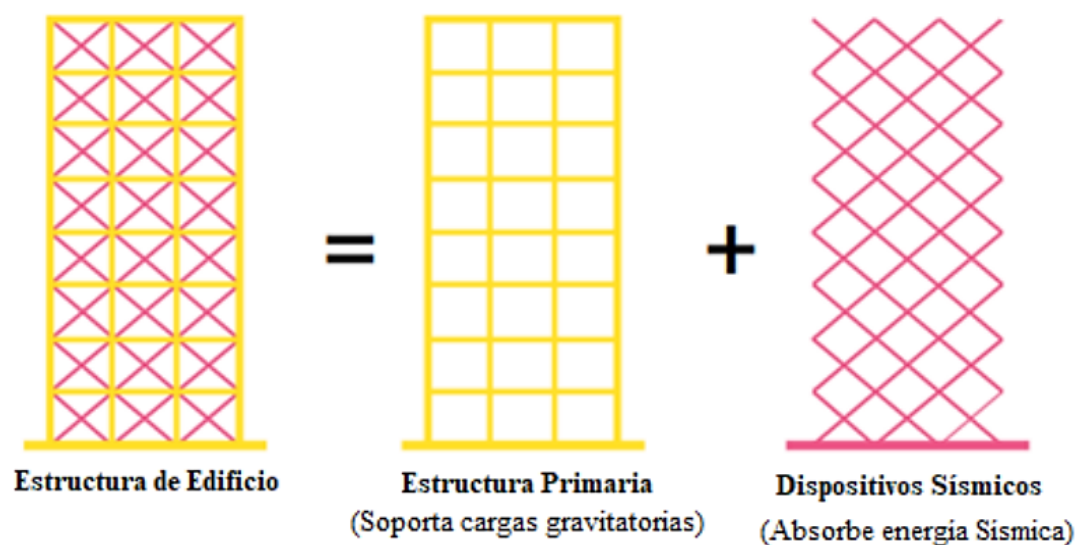 =
+
Estructura de Edificio
Estructura Primaria
(Soporta cargas gravitatorias)
Dispositivos Sísmicos
(Absorbe energía Sísmica)